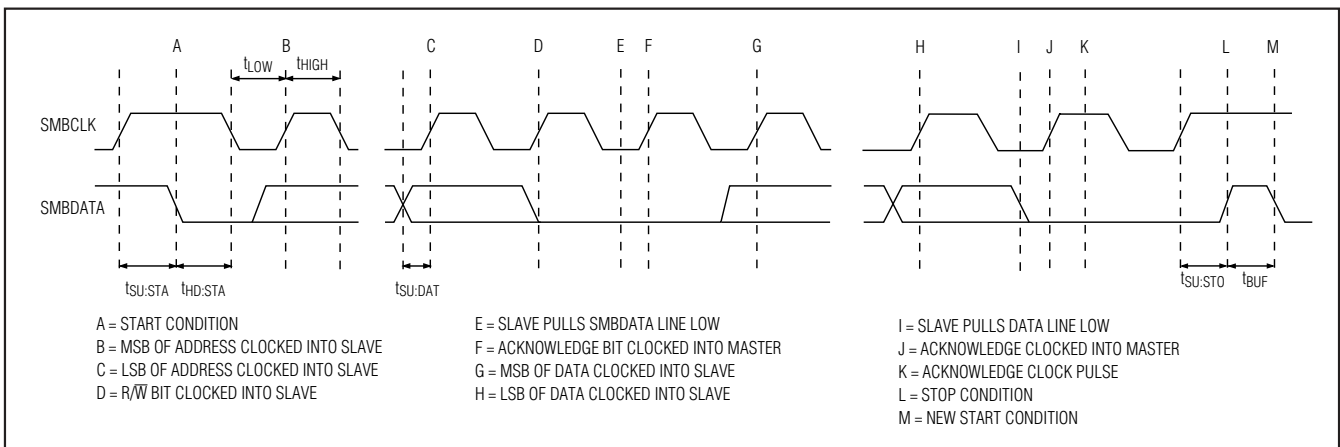 A B C D E F G H I J K L M
tLOW tHIGH
SMBCLK
SMBDATA
tSU:STA tHD:STA tSU:DAT tSU:STO tBUF
A = START CONDITION
B = MSB OF ADDRESS CLOCKED INTO SLAVE
C = LSB OF ADDRESS CLOCKED INTO SLAVE
D = R/W̅ BIT CLOCKED INTO SLAVE
E = SLAVE PULLS SMBDATA LINE LOW
F = ACKNOWLEDGE BIT CLOCKED INTO MASTER
G = MSB OF DATA CLOCKED INTO SLAVE
H = LSB OF DATA CLOCKED INTO SLAVE
I = SLAVE PULLS DATA LINE LOW
J = ACKNOWLEDGE CLOCKED INTO MASTER
K = ACKNOWLEDGE CLOCK PULSE
L = STOP CONDITION
M = NEW START CONDITION